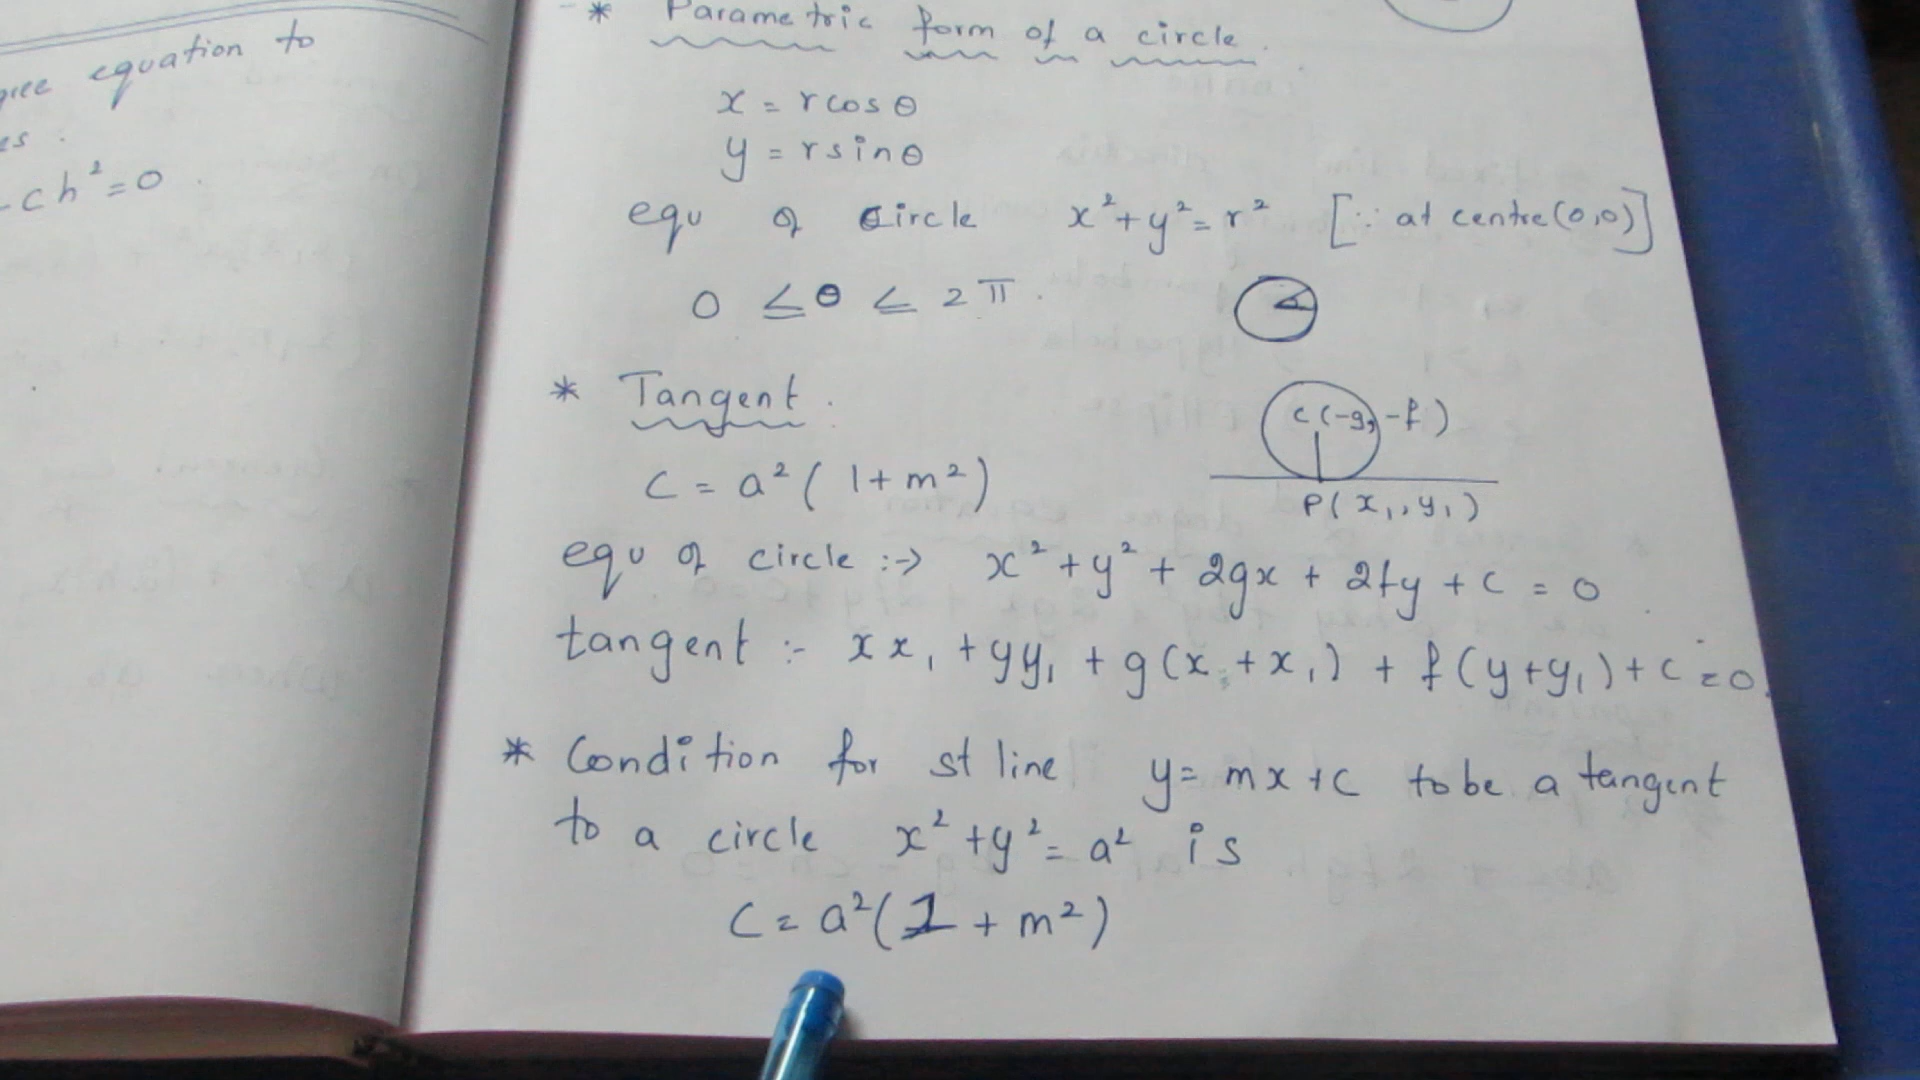 equation to
ch²=0
* Parametric form of a circle.
x = r cos θ
y = r sin θ
equ of circle x²+y²=r² [∵ at centre(0,0)]
0 ≤ θ ≤ 2π.
* Tangent.
C(-g,-f)
C = a²(1+m²)
P(x₁,y₁)
equ of circle :-> x²+y²+2gx+2fy+c=0
tangent :- xx₁+yy₁+g(x+x₁)+f(y+y₁)+c=0.
* Condition for st line y=mx+c to be a tangent
to a circle x²+y²=a² is
C=a²(1+m²)